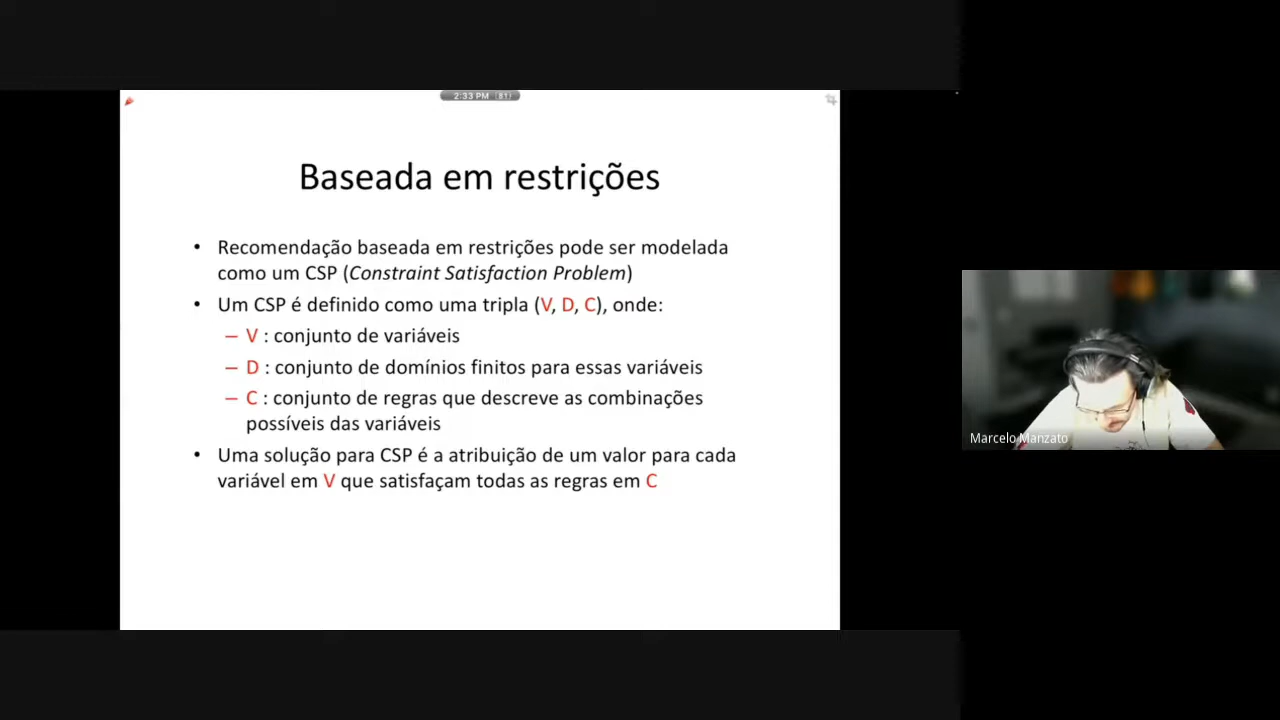 2:33 PM (81)
Baseada em restrições
• Recomendação baseada em restrições pode ser modelada
como um CSP (Constraint Satisfaction Problem)
• Um CSP é definido como uma tripla (V, D, C), onde:
– V : conjunto de variáveis
– D : conjunto de domínios finitos para essas variáveis
– C : conjunto de regras que descreve as combinações
possíveis das variáveis
• Uma solução para CSP é a atribuição de um valor para cada
variável em V que satisfaçam todas as regras em C
Marcelo Manzato